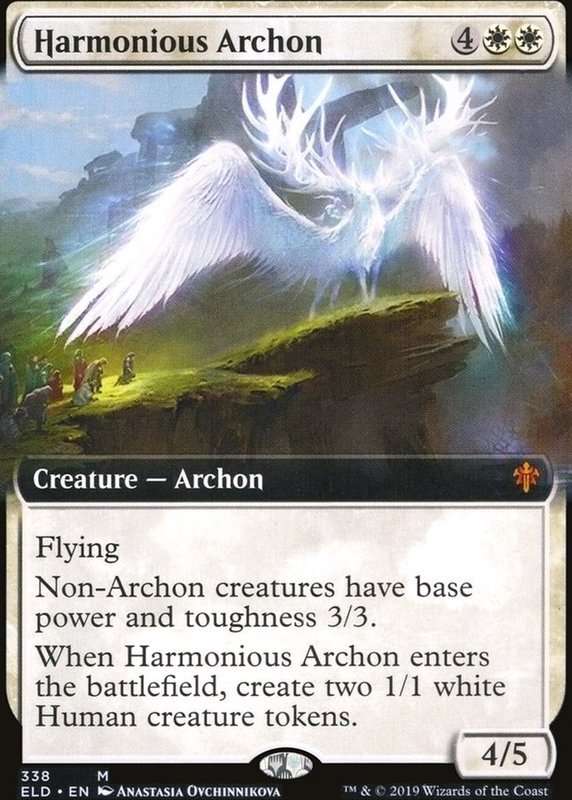 Harmonious Archon 4
Creature — Archon
Flying
Non-Archon creatures have base
power and toughness 3/3.
When Harmonious Archon enters
the battlefield, create two 1/1 white
Human creature tokens.
4/5
338 M
ELD • EN Anastasia Ovchinnikova
™ & © 2019 Wizards of the Coast